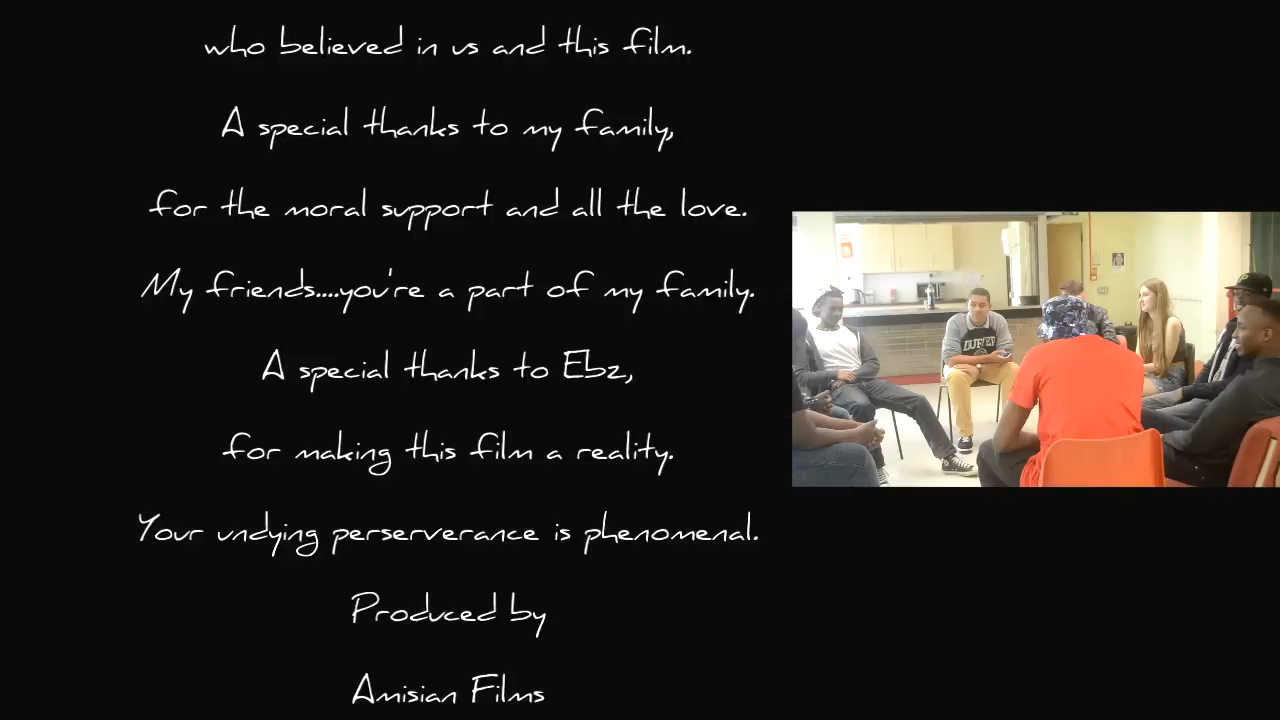 who believed in us and this film.
A special thanks to my family,
for the moral support and all the love.
My friends....you're a part of my family.
A special thanks to Ebz,
for making this film a reality.
Your undying perserverance is phenomenal.
Produced by
Amisian Films